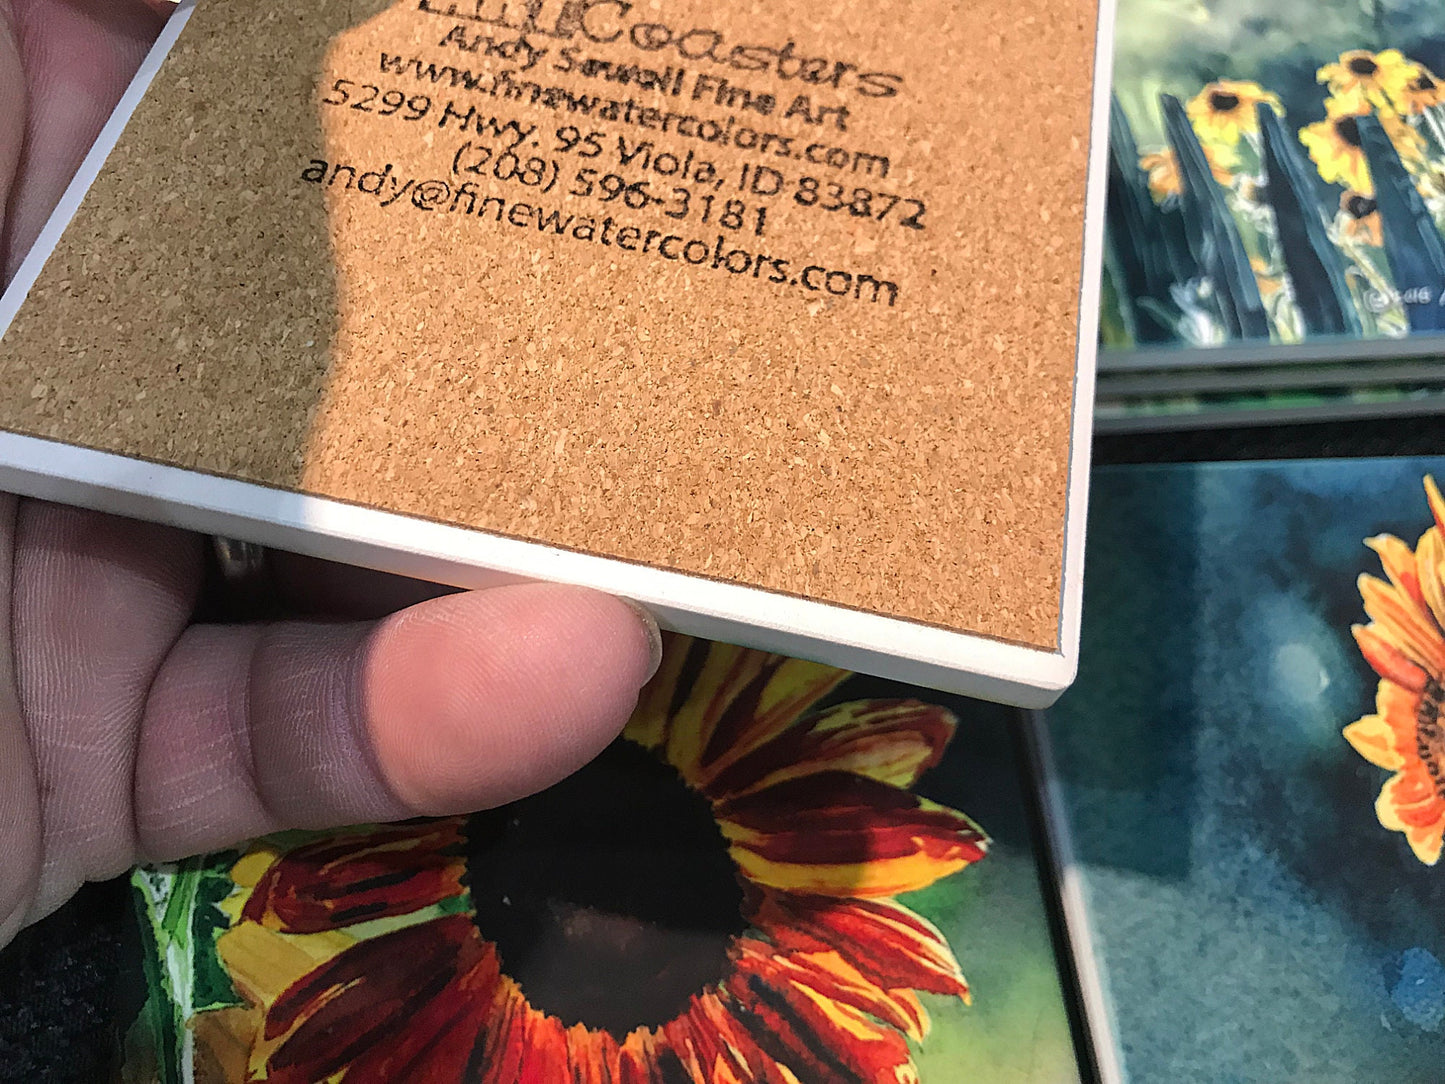 Coasters
Andy Sewell Fine Art
www.finewatercolors.com
5299 Hwy. 95 Viola, ID 83872
(208) 596-3181
andy@finewatercolors.com